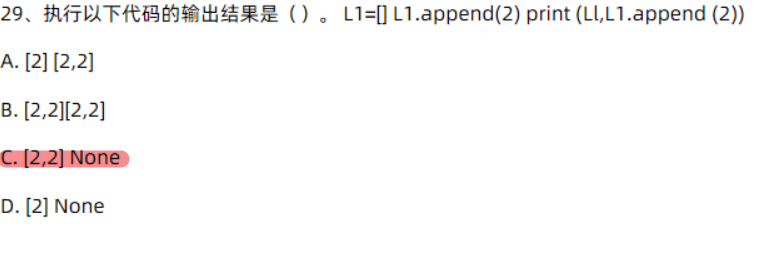 29、执行以下代码的输出结果是（ ）。 L1=[] L1.append(2) print (Ll,L1.append (2))
A. [2] [2,2]
B. [2,2][2,2]
C. [2,2] None
D. [2] None